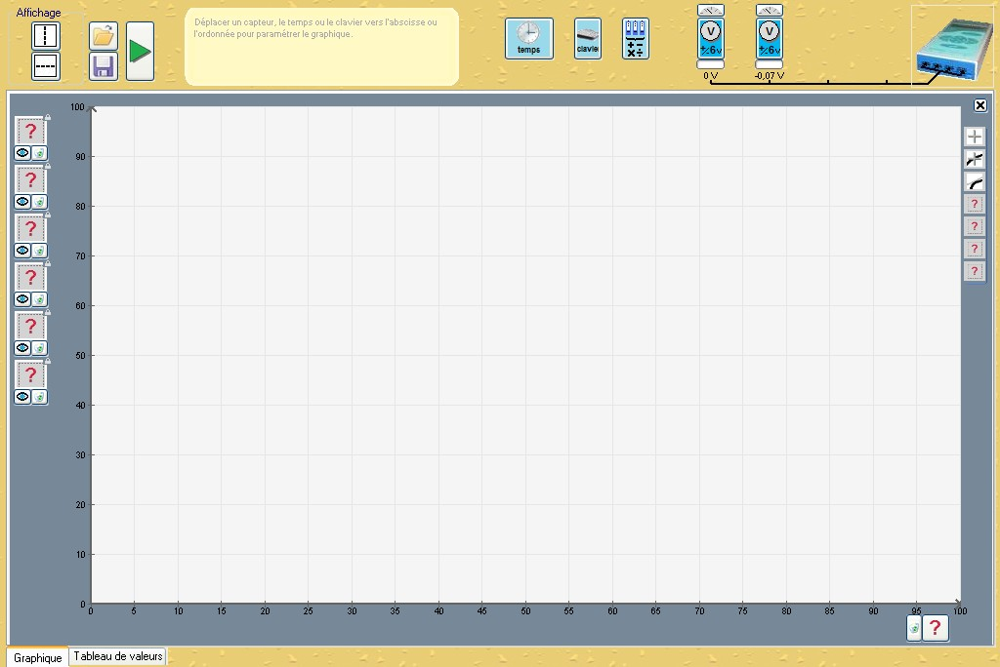 Affichage
Déplacer un capteur, le temps ou le clavier vers l'abscisse ou
l'ordonnée pour paramétrer le graphique.
temps
clavier
+ −
× ÷
V
+/-6v
0 V
V
+/-6v
-0,07 V
100
90
80
70
60
50
40
30
20
10
0
?
?
?
?
?
?
?
?
?
?
0 5 10 15 20 25 30 35 40 45 50 55 60 65 70 75 80 85 90 95 100
?
Graphique
Tableau de valeurs